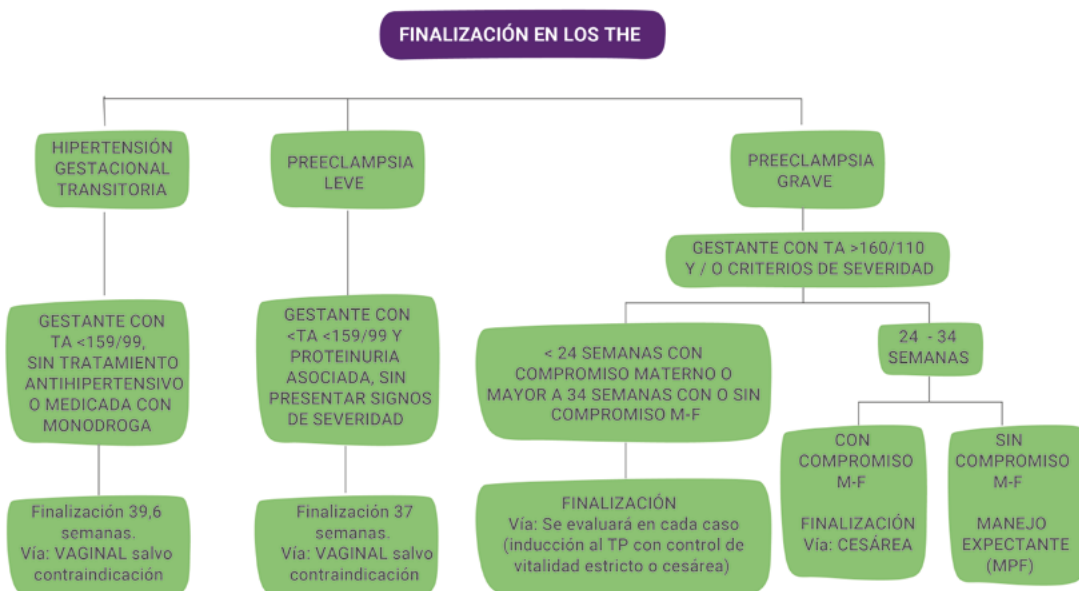 FINALIZACIÓN EN LOS THE
HIPERTENSIÓN
GESTACIONAL
TRANSITORIA
PREECLAMPSIA
LEVE
PREECLAMPSIA
GRAVE
GESTANTE CON TA >160/110
Y / O CRITERIOS DE SEVERIDAD
GESTANTE CON
TA <159/99,
SIN TRATAMIENTO
ANTIHIPERTENSIVO
O MEDICADA CON
MONODROGA
GESTANTE CON
<TA <159/99 Y
PROTEINURIA
ASOCIADA, SIN
PRESENTAR SIGNOS
DE SEVERIDAD
< 24 SEMANAS CON
COMPROMISO MATERNO O
MAYOR A 34 SEMANAS CON O SIN
COMPROMISO M-F
24 - 34
SEMANAS
CON
COMPROMISO
M-F
FINALIZACIÓN
Vía: CESÁREA
SIN
COMPROMISO
M-F
MANEJO
EXPECTANTE
(MPF)
Finalización 39,6
semanas.
Vía: VAGINAL salvo
contraindicación
Finalización 37
semanas.
Vía: VAGINAL salvo
contraindicación
FINALIZACIÓN
Vía: Se evaluará en cada caso
(inducción al TP con control de
vitalidad estricto o cesárea)